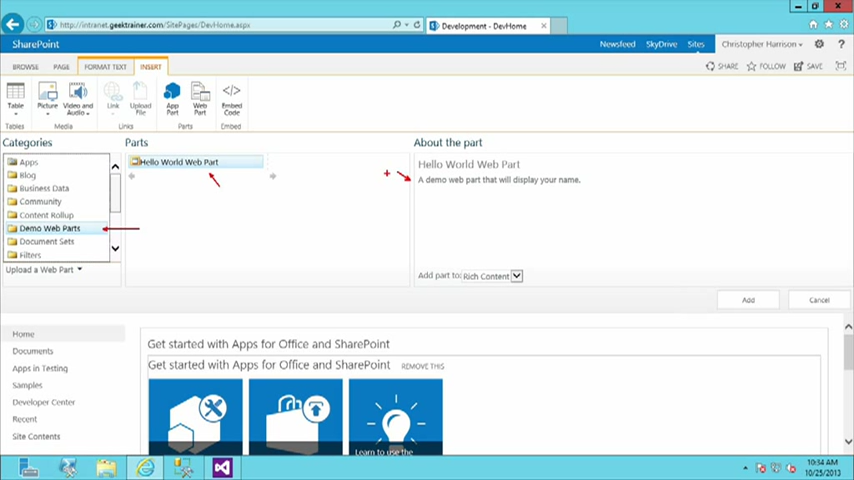 http://intranet.geektrainer.com/SitePages/DevHome.aspx
Development - DevHome
SharePoint
Newsfeed SkyDrive Sites Christopher Harrison
BROWSE PAGE FORMAT TEXT INSERT
SHARE FOLLOW SAVE
Table Picture Video and Audio Link Upload File App Part Web Part Embed Code
Tables Media Links Parts Embed
Categories Parts About the part
Apps
Blog
Business Data
Community
Content Rollup
Demo Web Parts
Document Sets
Filters
Upload a Web Part
Hello World Web Part
Hello World Web Part
A demo web part that will display your name.
Add part to: Rich Content
Add Cancel
Home
Documents
Apps in Testing
Samples
Developer Center
Recent
Site Contents
Get started with Apps for Office and SharePoint
Get started with Apps for Office and SharePoint REMOVE THIS
Learn to use the
10:34 AM
10/25/2013